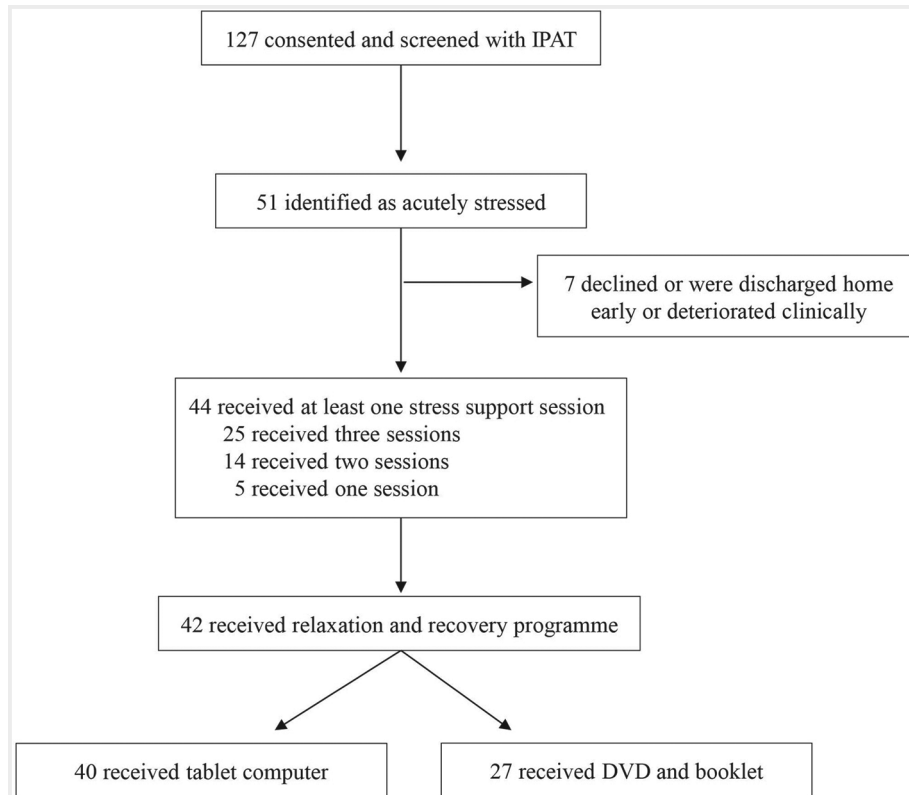 127 consented and screened with IPAT
51 identified as acutely stressed
7 declined or were discharged home
early or deteriorated clinically
44 received at least one stress support session
25 received three sessions
14 received two sessions
5 received one session
42 received relaxation and recovery programme
40 received tablet computer
27 received DVD and booklet